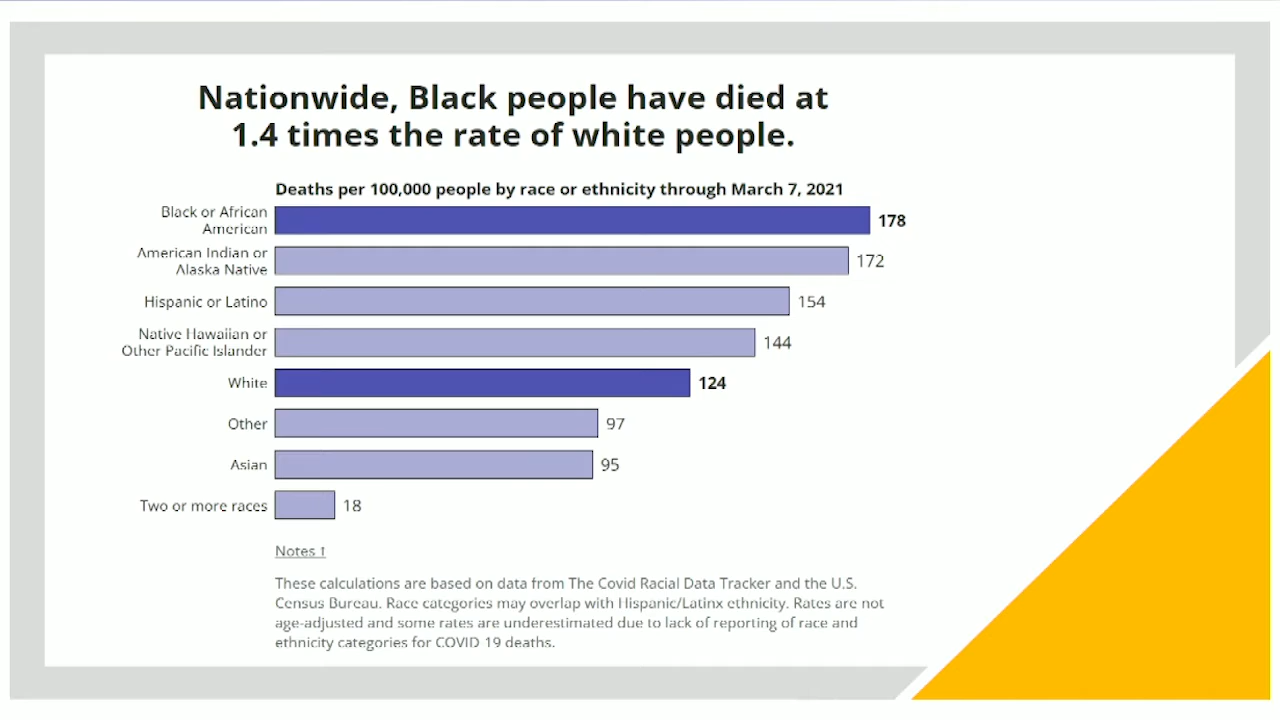 Nationwide, Black people have died at
1.4 times the rate of white people.
Deaths per 100,000 people by race or ethnicity through March 7, 2021
Black or African
American
178
American Indian or
Alaska Native
172
Hispanic or Latino
154
Native Hawaiian or
Other Pacific Islander
144
White
124
Other
97
Asian
95
Two or more races
18
Notes ↑
These calculations are based on data from The Covid Racial Data Tracker and the U.S.
Census Bureau. Race categories may overlap with Hispanic/Latinx ethnicity. Rates are not
age-adjusted and some rates are underestimated due to lack of reporting of race and
ethnicity categories for COVID 19 deaths.